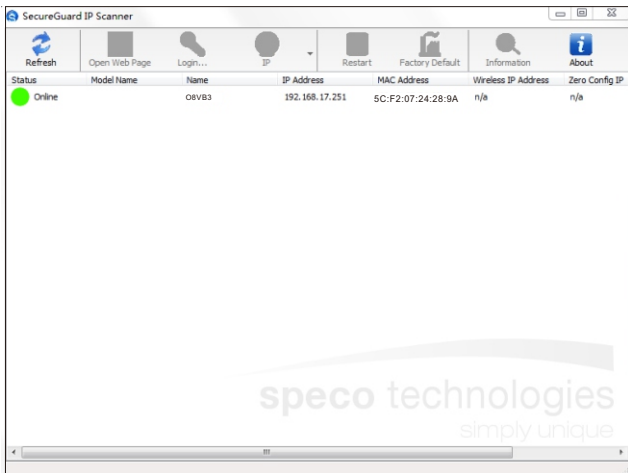 SecureGuard IP Scanner
Refresh Open Web Page Login... IP Restart Factory Default Information About
Status Model Name Name IP Address MAC Address Wireless IP Address Zero Config IP
Online O8VB3 192.168.17.251 5C:F2:07:24:28:9A n/a n/a
speco technologies
simply unique